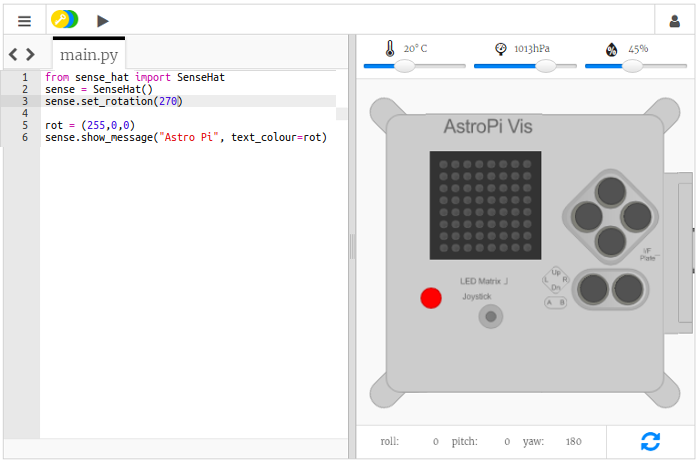 main.py
1 from sense_hat import SenseHat
2 sense = SenseHat()
3 sense.set_rotation(270)
4
5 rot = (255,0,0)
6 sense.show_message("Astro Pi", text_colour=rot)
20° C 1013hPa 45%
AstroPi Vis
I/F
Plate
LED Matrix
Up
L R
Dn
Joystick
A B
roll: 0 pitch: 0 yaw: 180